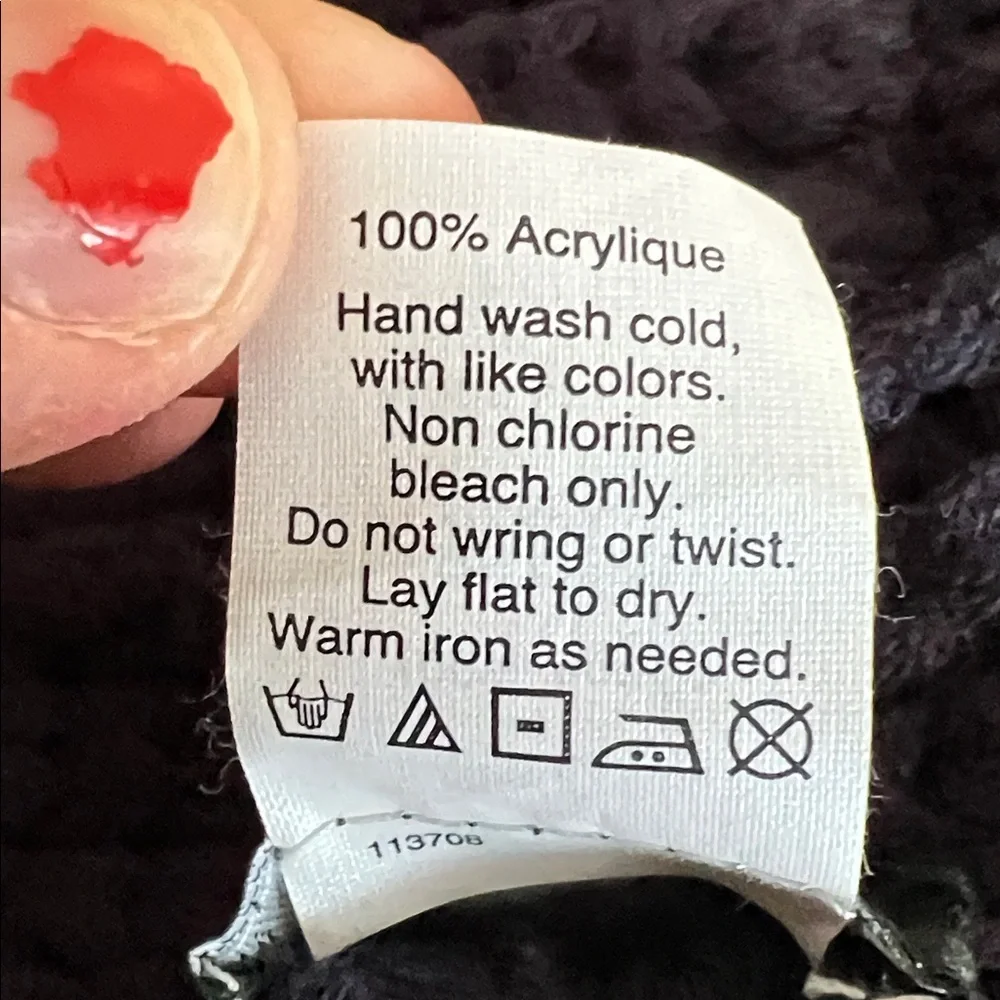 100% Acrylique
Hand wash cold,
with like colors.
Non chlorine
bleach only.
Do not wring or twist.
Lay flat to dry.
Warm iron as needed.
113708